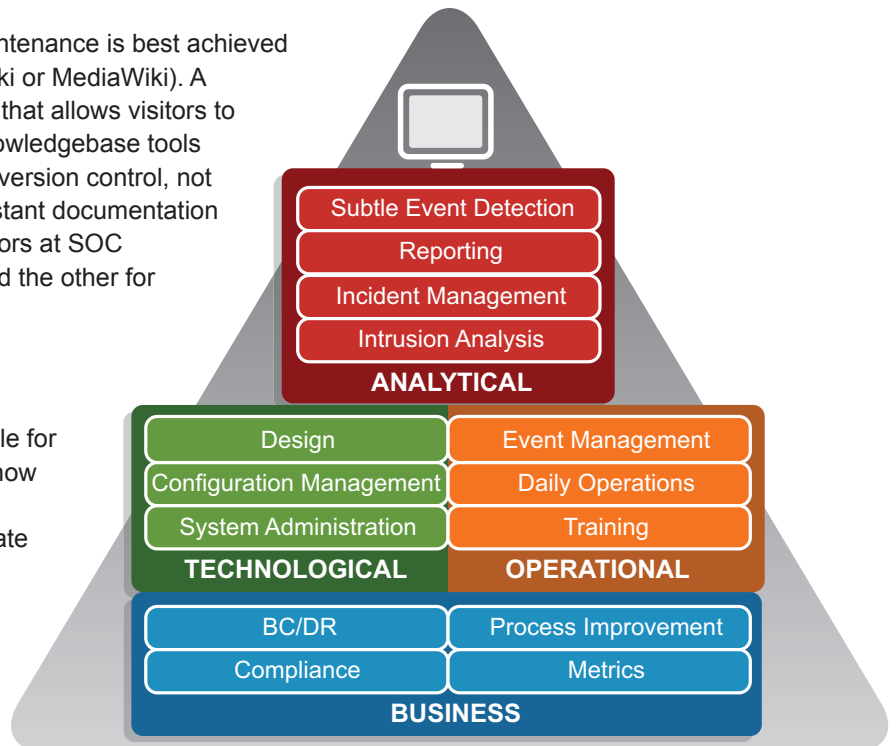 ntenance is best achieved
ki or MediaWiki). A
that allows visitors to
owledgebase tools
version control, not
stant documentation
ors at SOC
d the other for
le for
now
ate
Subtle Event Detection
Reporting
Incident Management
Intrusion Analysis
ANALYTICAL
Design
Configuration Management
System Administration
TECHNOLOGICAL
Event Management
Daily Operations
Training
OPERATIONAL
BC/DR
Process Improvement
Compliance
Metrics
BUSINESS